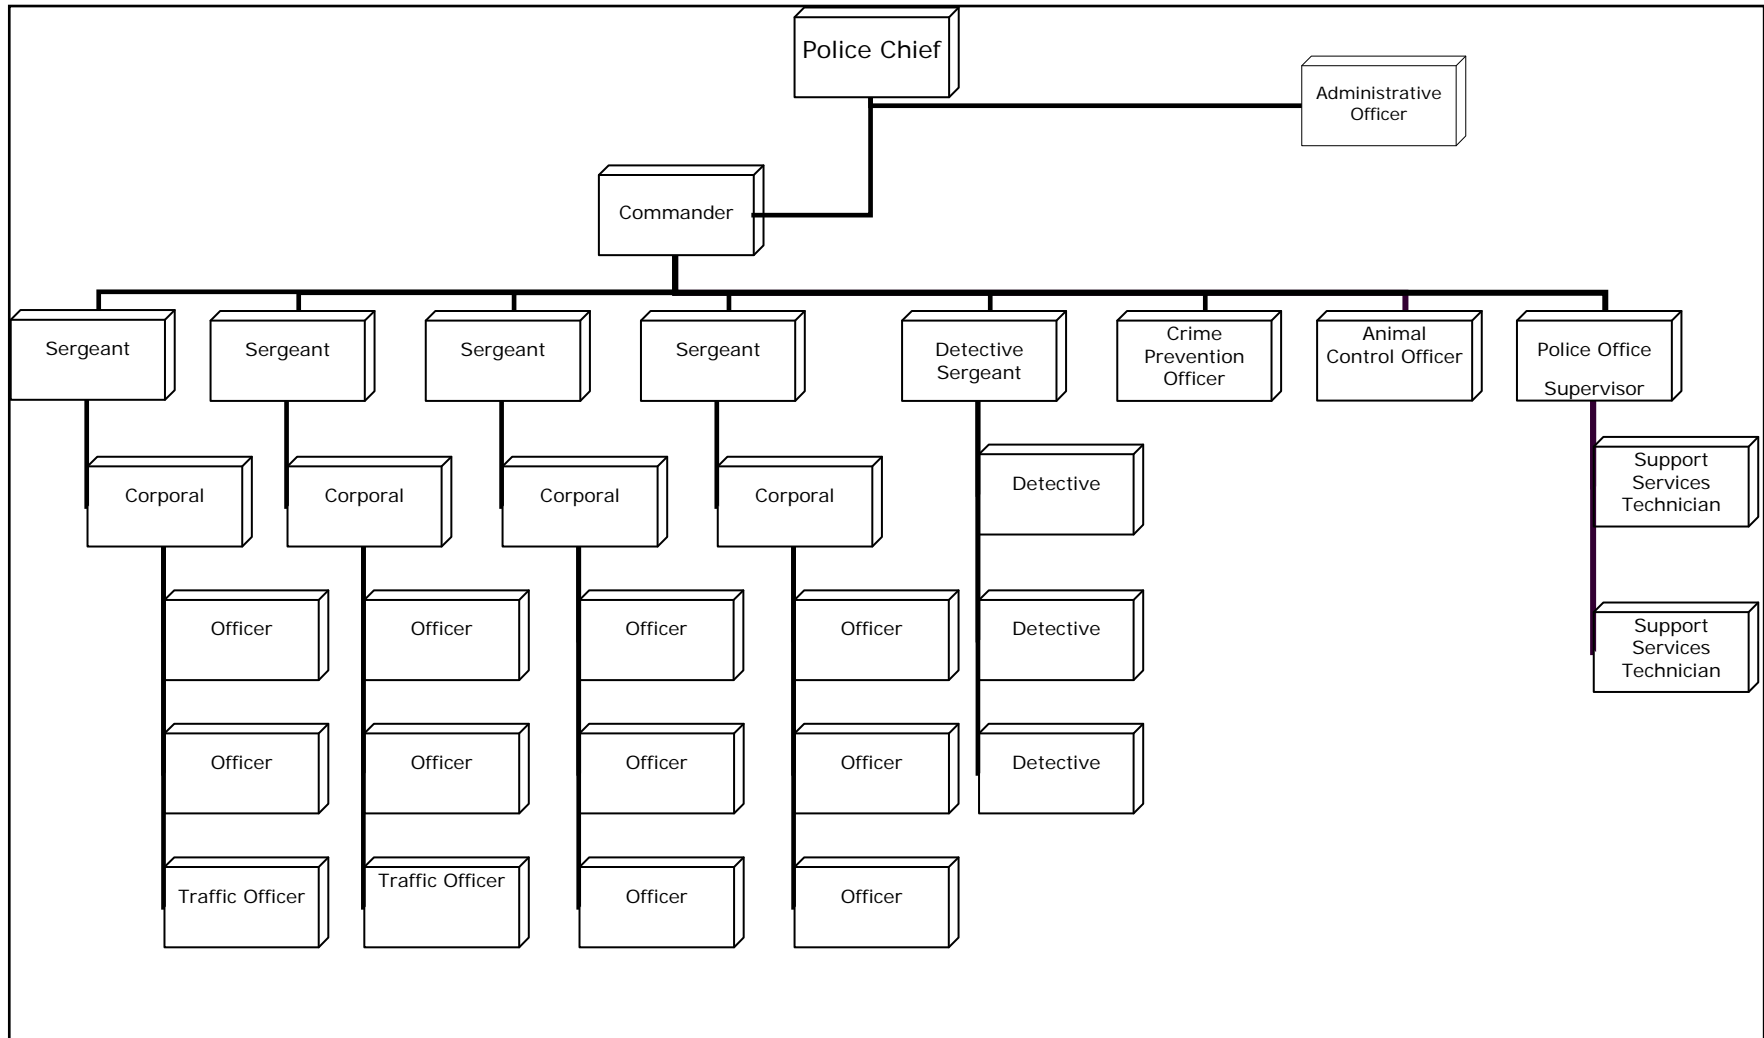 Police Chief
Administrative
Officer
Commander
Sergeant
Sergeant
Sergeant
Sergeant
Detective
Sergeant
Crime
Prevention
Officer
Animal
Control Officer
Police Office
Supervisor
Corporal
Corporal
Corporal
Corporal
Detective
Support
Services
Technician
Officer
Officer
Officer
Officer
Detective
Support
Services
Technician
Officer
Officer
Officer
Officer
Detective
Traffic Officer
Traffic Officer
Officer
Officer